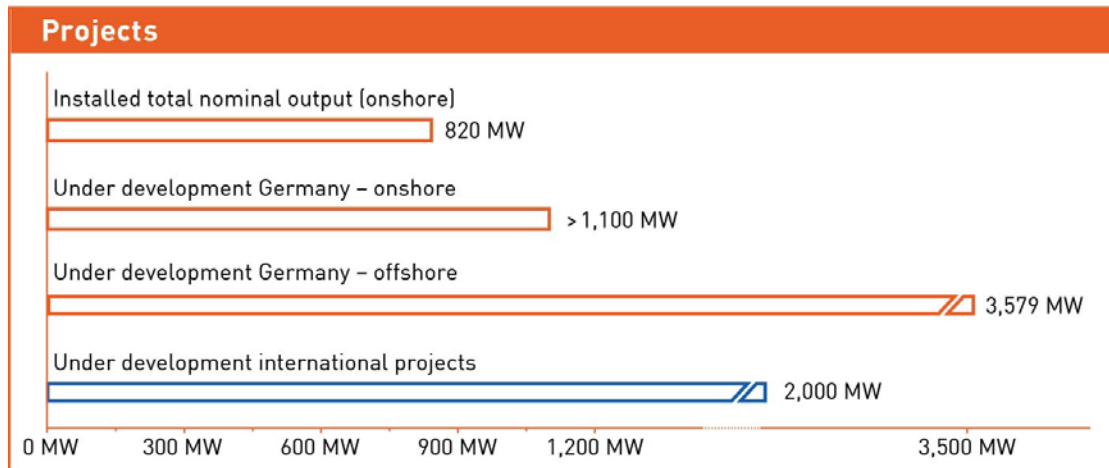 Projects
Installed total nominal output (onshore)
820 MW
Under development Germany – onshore
> 1,100 MW
Under development Germany – offshore
3,579 MW
Under development international projects
2,000 MW
0 MW 300 MW 600 MW 900 MW 1,200 MW 3,500 MW